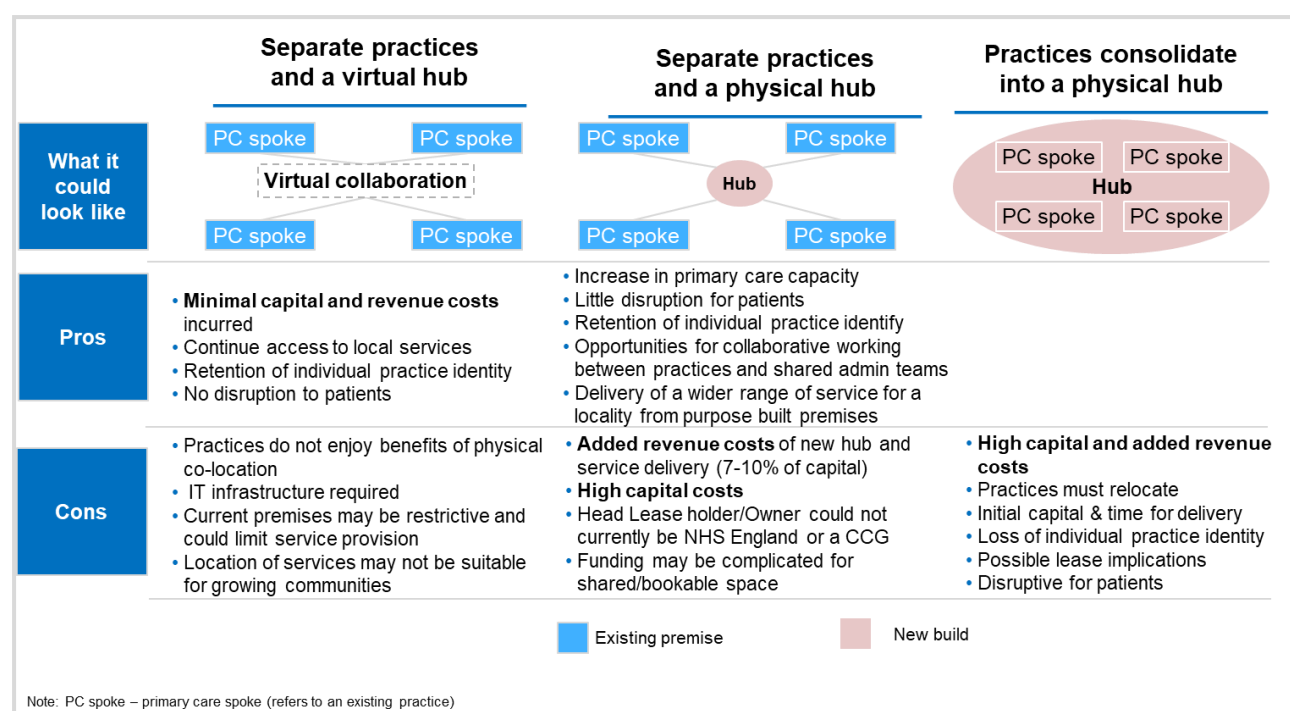 Separate practices
and a virtual hub
Separate practices
and a physical hub
Practices consolidate
into a physical hub
What it
could
look like
PC spoke
PC spoke
Virtual collaboration
PC spoke
PC spoke
PC spoke
PC spoke
Hub
PC spoke
PC spoke
PC spoke
PC spoke
Hub
PC spoke
PC spoke
Pros
• Minimal capital and revenue costs
incurred
• Continue access to local services
• Retention of individual practice identity
• No disruption to patients
• Increase in primary care capacity
• Little disruption for patients
• Retention of individual practice identify
• Opportunities for collaborative working
between practices and shared admin teams
• Delivery of a wider range of service for a
locality from purpose built premises
Cons
• Practices do not enjoy benefits of physical
co-location
• IT infrastructure required
• Current premises may be restrictive and
could limit service provision
• Location of services may not be suitable
for growing communities
• Added revenue costs of new hub and
service delivery (7-10% of capital)
• High capital costs
• Head Lease holder/Owner could not
currently be NHS England or a CCG
• Funding may be complicated for
shared/bookable space
• High capital and added revenue
costs
• Practices must relocate
• Initial capital & time for delivery
• Loss of individual practice identity
• Possible lease implications
• Disruptive for patients
Existing premise
New build
Note: PC spoke – primary care spoke (refers to an existing practice)